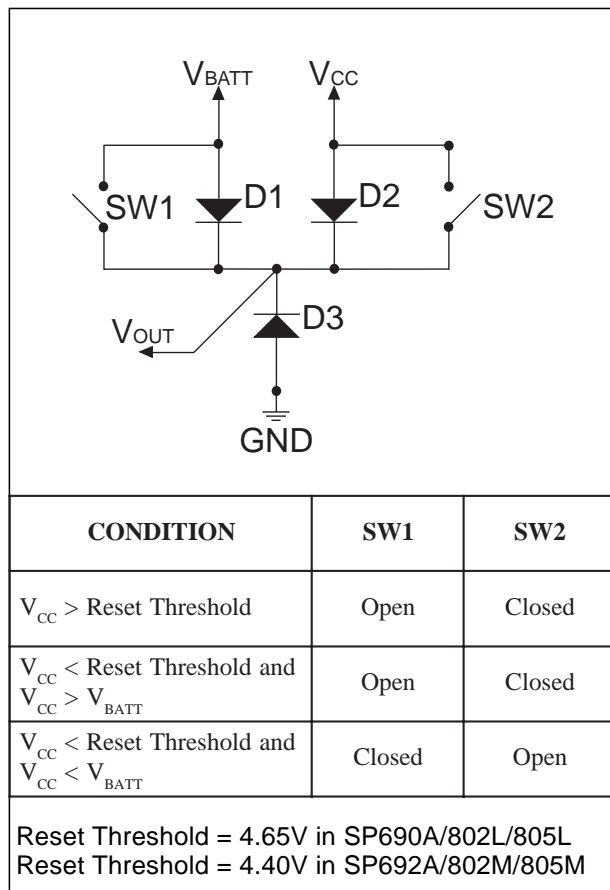 VBATT VCC
SW1 D1 D2 SW2
D3
VOUT
GND
CONDITION SW1 SW2
VCC > Reset Threshold Open Closed
VCC < Reset Threshold and
VCC > VBATT Open Closed
VCC < Reset Threshold and
VCC < VBATT Closed Open
Reset Threshold = 4.65V in SP690A/802L/805L
Reset Threshold = 4.40V in SP692A/802M/805M